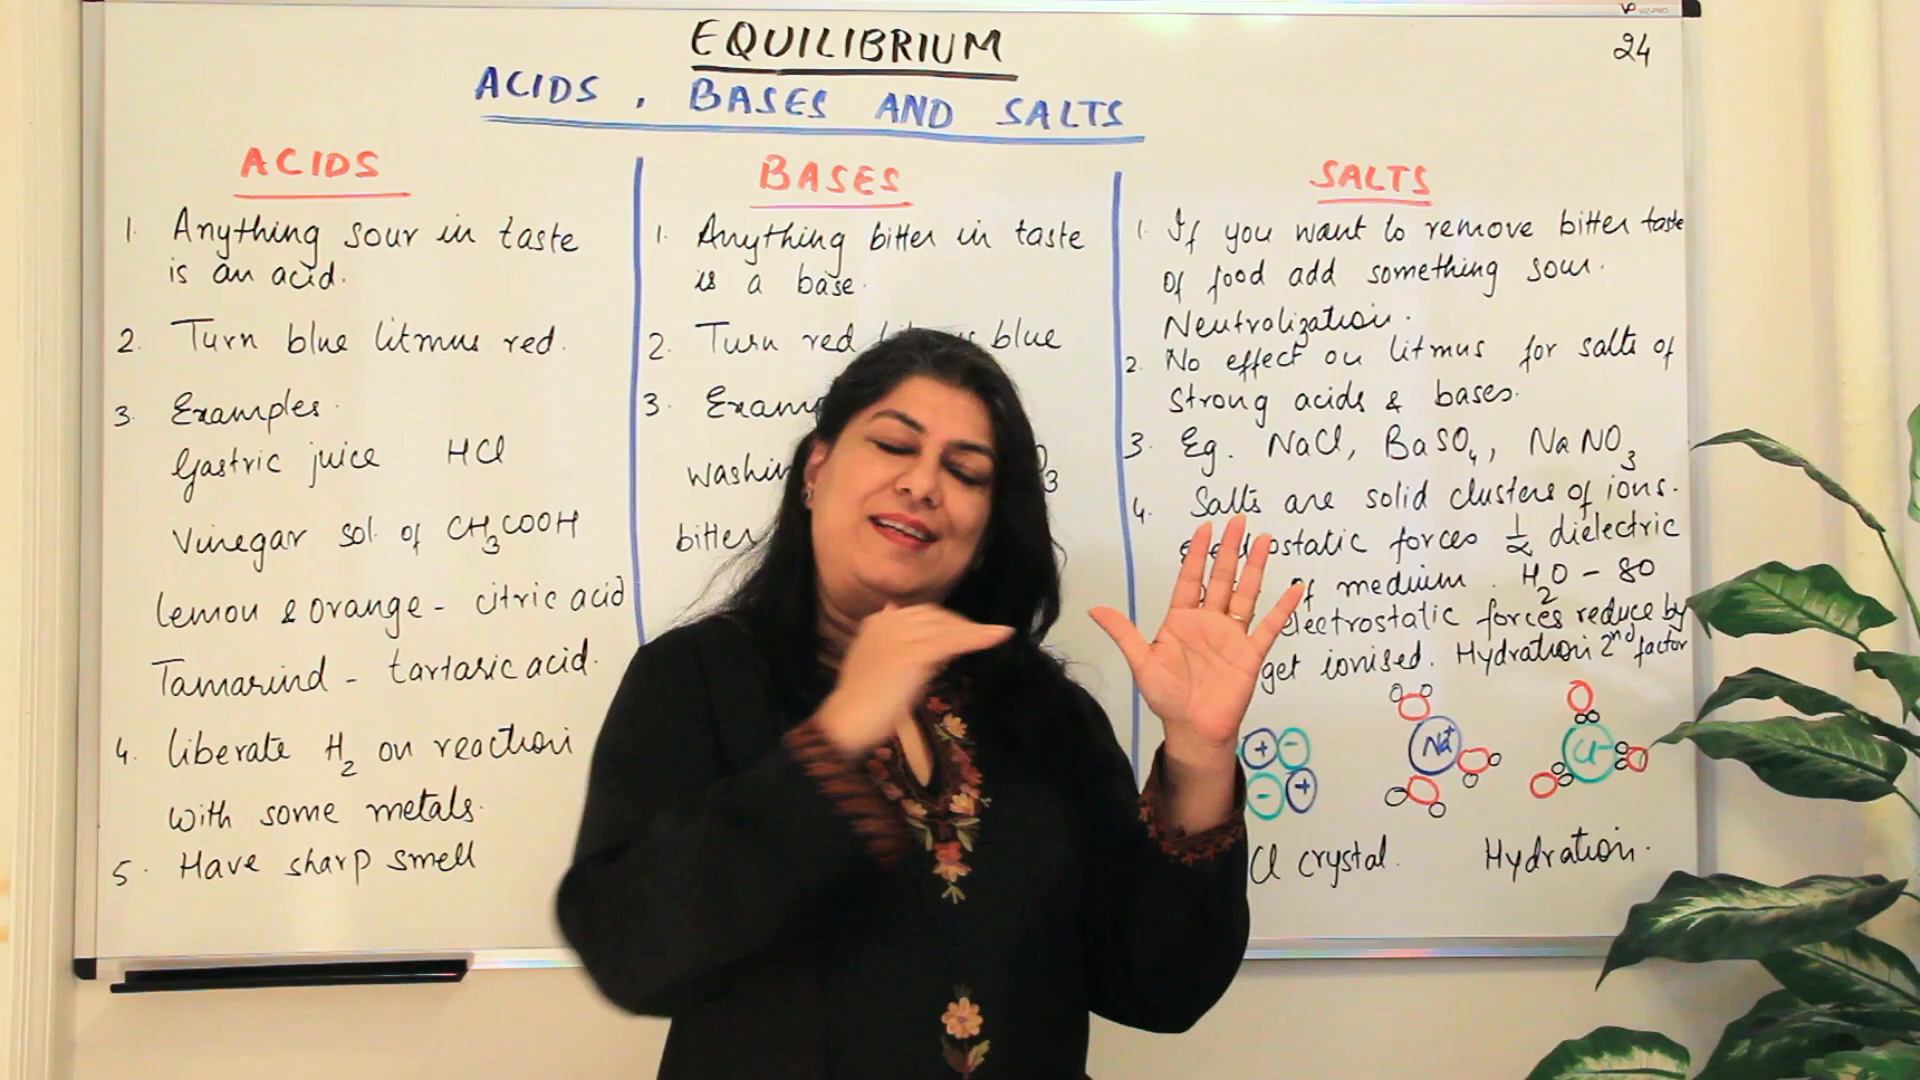 24
EQUILIBRIUM
ACIDS, BASES AND SALTS
ACIDS
1. Anything sour in taste
is an acid.
2. Turn blue litmus red.
3. Examples.
Gastric juice HCl
Vinegar sol. of CH3COOH
Lemon & orange - citric acid
Tamarind - tartaric acid.
4. Liberate H2 on reaction
with some metals.
5. Have sharp smell
BASES
1. Anything bitter in taste
is a base.
2. Turn red blue
3.
bitter
SALTS
1. If you want to remove bitter taste
of food add something sour.
Neutralization.
2. No effect on litmus for salts of
strong acids & bases.
3. Eg. NaCl, BaSO4, NaNO3
4. Salts are solid clusters of ions.
forces 1/α dielectric
of medium. H2O - 80
electrostatic forces reduce by
get ionised. Hydration 2nd factor
+ -
- +
Na+
Cl-
Cl crystal.
Hydration.